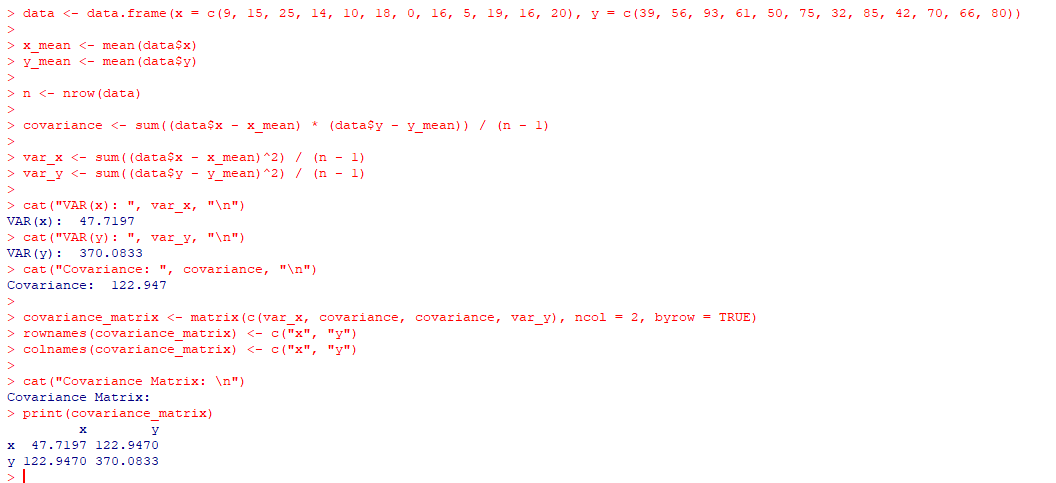 > data <- data.frame(x = c(9, 15, 25, 14, 10, 18, 0, 16, 5, 19, 16, 20), y = c(39, 56, 93, 61, 50, 75, 32, 85, 42, 70, 66, 80))
>
> x_mean <- mean(data$x)
> y_mean <- mean(data$y)
>
> n <- nrow(data)
>
> covariance <- sum((data$x - x_mean) * (data$y - y_mean)) / (n - 1)
>
> var_x <- sum((data$x - x_mean)^2) / (n - 1)
> var_y <- sum((data$y - y_mean)^2) / (n - 1)
>
> cat("VAR(x): ", var_x, "\n")
VAR(x):  47.7197
> cat("VAR(y): ", var_y, "\n")
VAR(y):  370.0833
> cat("Covariance: ", covariance, "\n")
Covariance:  122.947
>
> covariance_matrix <- matrix(c(var_x, covariance, covariance, var_y), ncol = 2, byrow = TRUE)
> rownames(covariance_matrix) <- c("x", "y")
> colnames(covariance_matrix) <- c("x", "y")
>
> cat("Covariance Matrix: \n")
Covariance Matrix:
> print(covariance_matrix)
         x        y
x  47.7197 122.9470
y 122.9470 370.0833
>